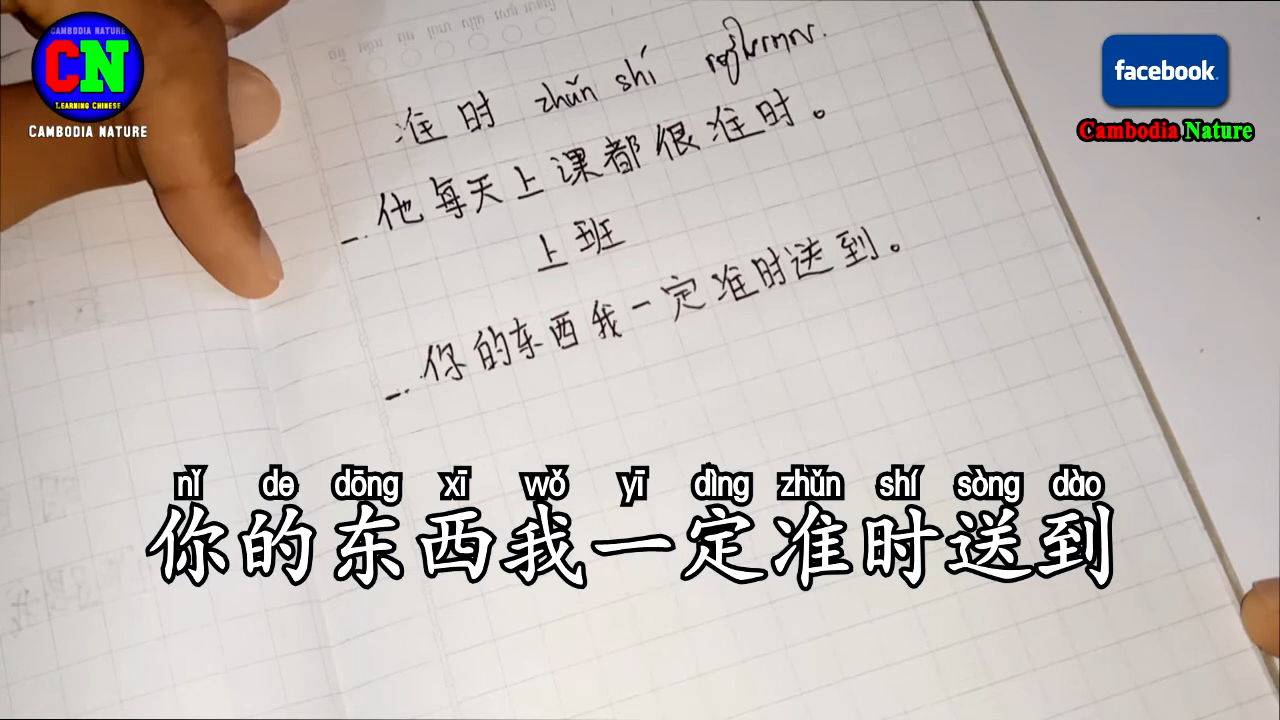 CAMBODIA NATURE
CN
LEARNING CHINESE
CAMBODIA NATURE
facebook
Cambodia Nature
准时 zhǔn shí
-. 他每天上课都很准时。
上班
-. 你的东西我一定准时送到。
nǐ de dōng xī wǒ yī dìng zhǔn shí sòng dào
你的东西我一定准时送到